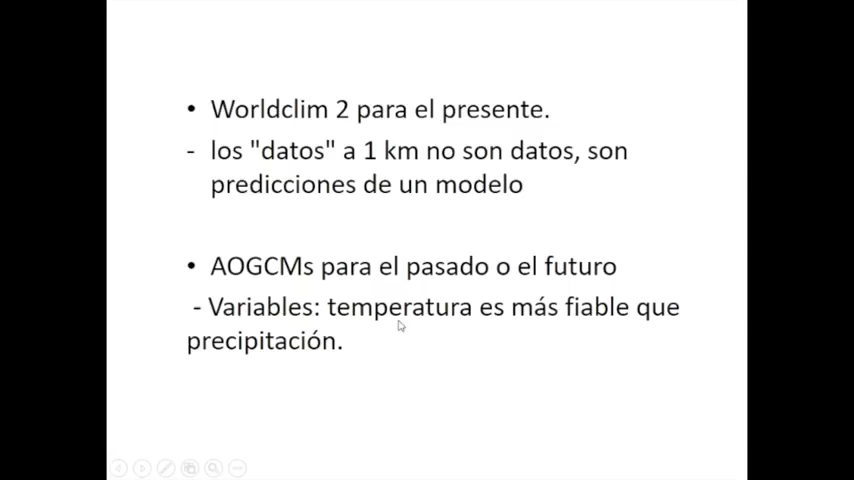 • Worldclim 2 para el presente.
- los "datos" a 1 km no son datos, son
predicciones de un modelo
• AOGCMs para el pasado o el futuro
- Variables: temperatura es más fiable que
precipitación.